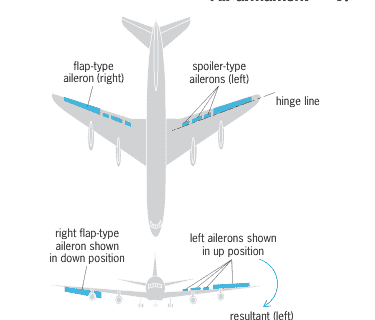 flap-type
aileron (right)
spoiler-type
ailerons (left)
hinge line
right flap-type
aileron shown
in down position
left ailerons shown
in up position
resultant (left)